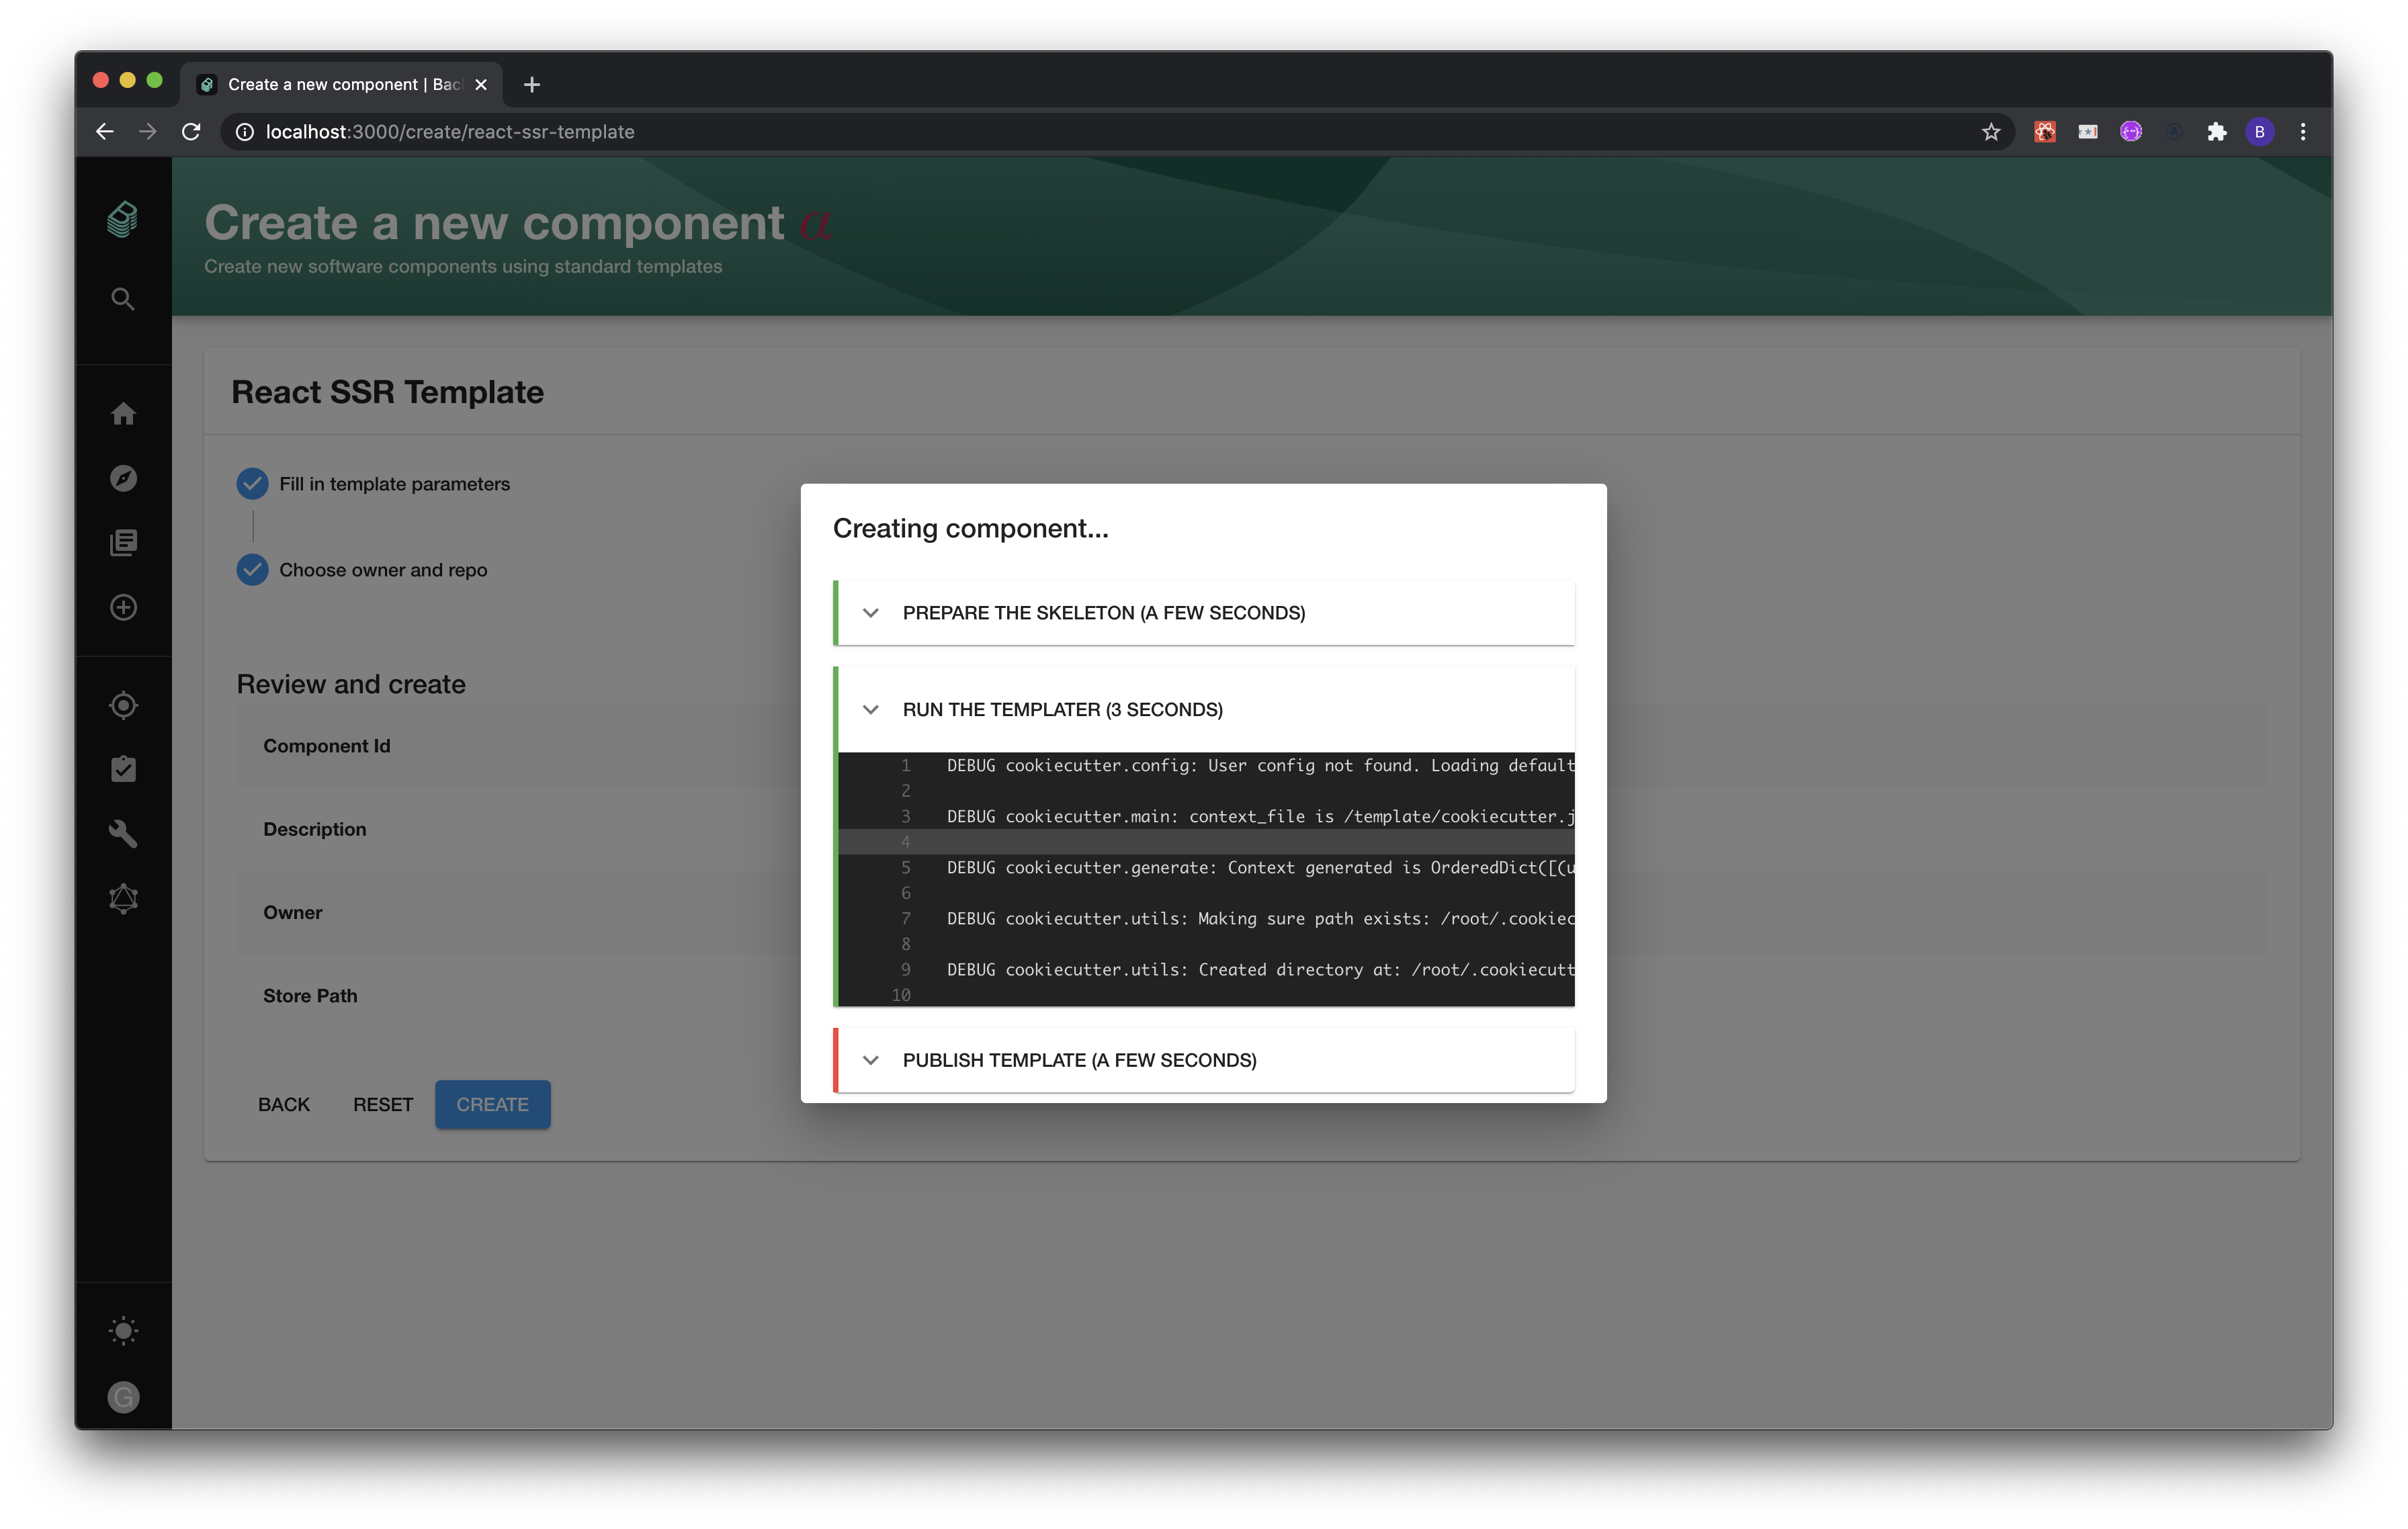 Create a new component | Bac
localhost:3000/create/react-ssr-template
B
Create a new component α
Create new software components using standard templates
React SSR Template
Fill in template parameters
Choose owner and repo
Review and create
Component Id
Description
Owner
Store Path
BACK RESET CREATE
Creating component...
PREPARE THE SKELETON (A FEW SECONDS)
RUN THE TEMPLATER (3 SECONDS)
1 DEBUG cookiecutter.config: User config not found. Loading default
2
3 DEBUG cookiecutter.main: context_file is /template/cookiecutter.j
4
5 DEBUG cookiecutter.generate: Context generated is OrderedDict([(u
6
7 DEBUG cookiecutter.utils: Making sure path exists: /root/.cookiec
8
9 DEBUG cookiecutter.utils: Created directory at: /root/.cookiecutt
10
PUBLISH TEMPLATE (A FEW SECONDS)
G